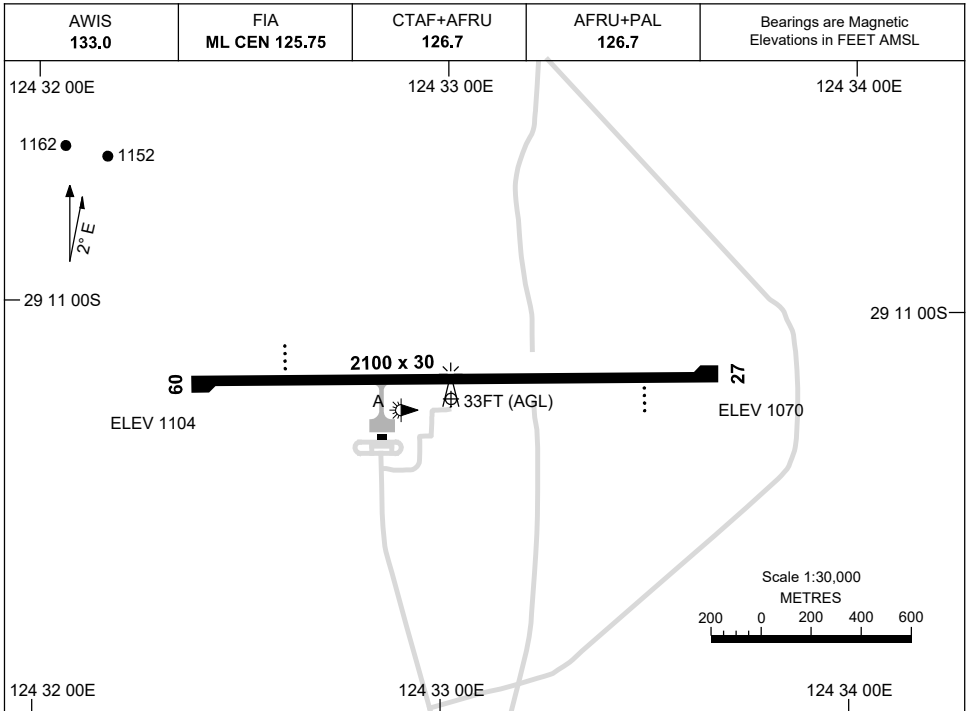 AWIS
133.0
FIA
ML CEN 125.75
CTAF+AFRU
126.7
AFRU+PAL
126.7
Bearings are Magnetic
Elevations in FEET AMSL
124 32 00E
124 33 00E
124 34 00E
1162
1152
2° E
29 11 00S
29 11 00S
2100 x 30
09
27
A
33FT (AGL)
ELEV 1104
ELEV 1070
Scale 1:30,000
METRES
200 0 200 400 600
124 32 00E
124 33 00E
124 34 00E